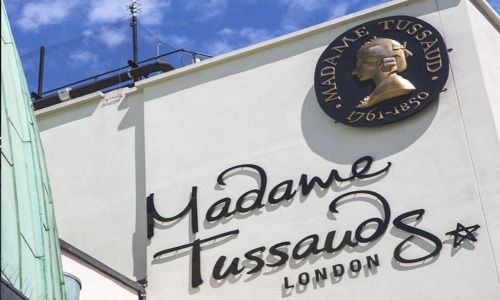 MADAME TUSSAUD
• 1761-1850 •
Madame
Tussauds
LONDON